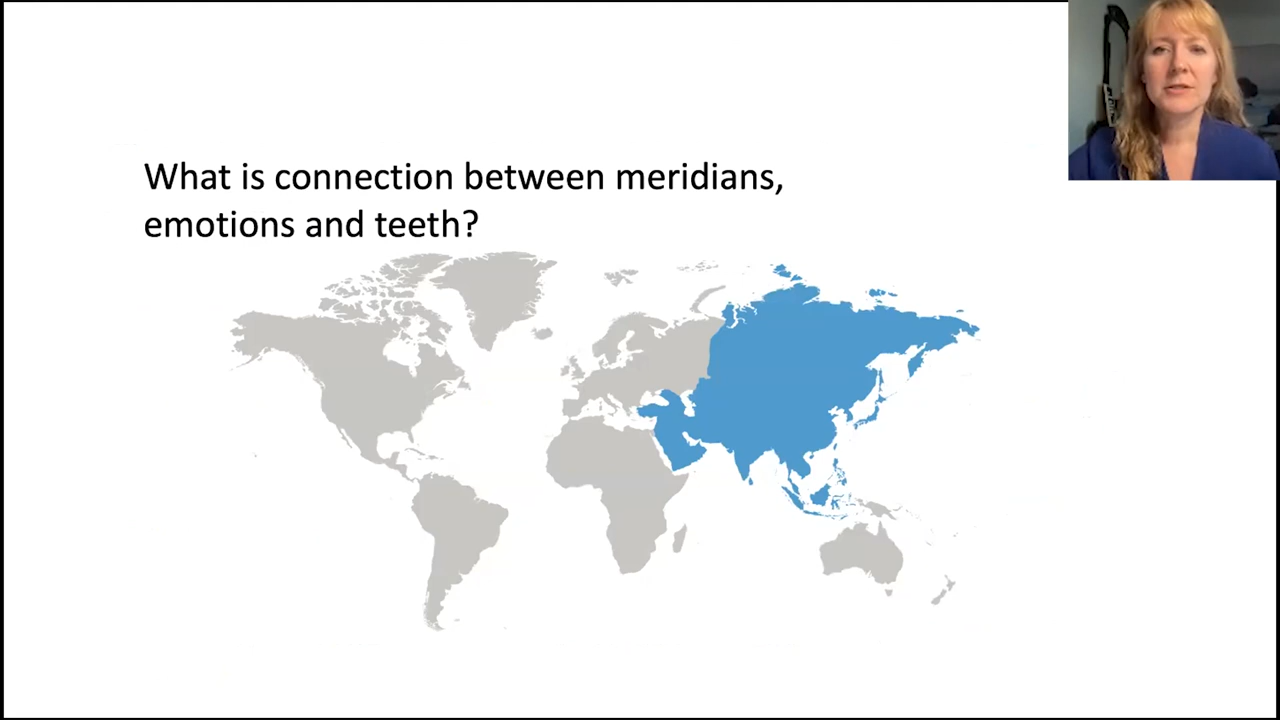 What is connection between meridians,
emotions and teeth?